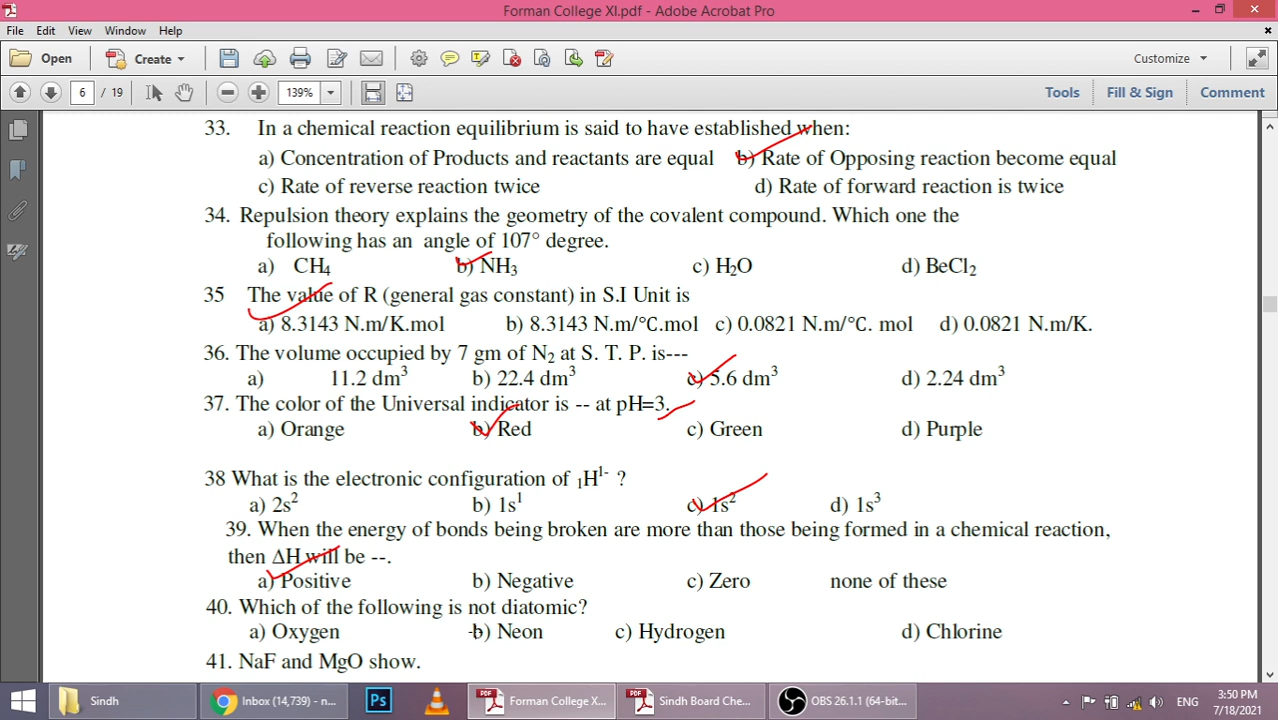 Forman College XI.pdf - Adobe Acrobat Pro
File Edit View Window Help
Open Create Customize
6 / 19 139% Tools Fill & Sign Comment
33. In a chemical reaction equilibrium is said to have established when:
a) Concentration of Products and reactants are equal b) Rate of Opposing reaction become equal
c) Rate of reverse reaction twice d) Rate of forward reaction is twice
34. Repulsion theory explains the geometry of the covalent compound. Which one the
following has an angle of 107° degree.
a) CH₄ b) NH₃ c) H₂O d) BeCl₂
35 The value of R (general gas constant) in S.I Unit is
a) 8.3143 N.m/K.mol b) 8.3143 N.m/°C.mol c) 0.0821 N.m/°C. mol d) 0.0821 N.m/K.
36. The volume occupied by 7 gm of N₂ at S. T. P. is---
a) 11.2 dm³ b) 22.4 dm³ c) 5.6 dm³ d) 2.24 dm³
37. The color of the Universal indicator is -- at pH=3.
a) Orange b) Red c) Green d) Purple
38 What is the electronic configuration of ₁H¹⁻ ?
a) 2s² b) 1s¹ c) 1s² d) 1s³
39. When the energy of bonds being broken are more than those being formed in a chemical reaction,
then ΔH will be --.
a) Positive b) Negative c) Zero none of these
40. Which of the following is not diatomic?
a) Oxygen b) Neon c) Hydrogen d) Chlorine
41. NaF and MgO show.
Sindh Inbox (14,739) - n... Ps Forman College X... Sindh Board Che... OBS 26.1.1 (64-bit... ENG 3:50 PM
7/18/2021